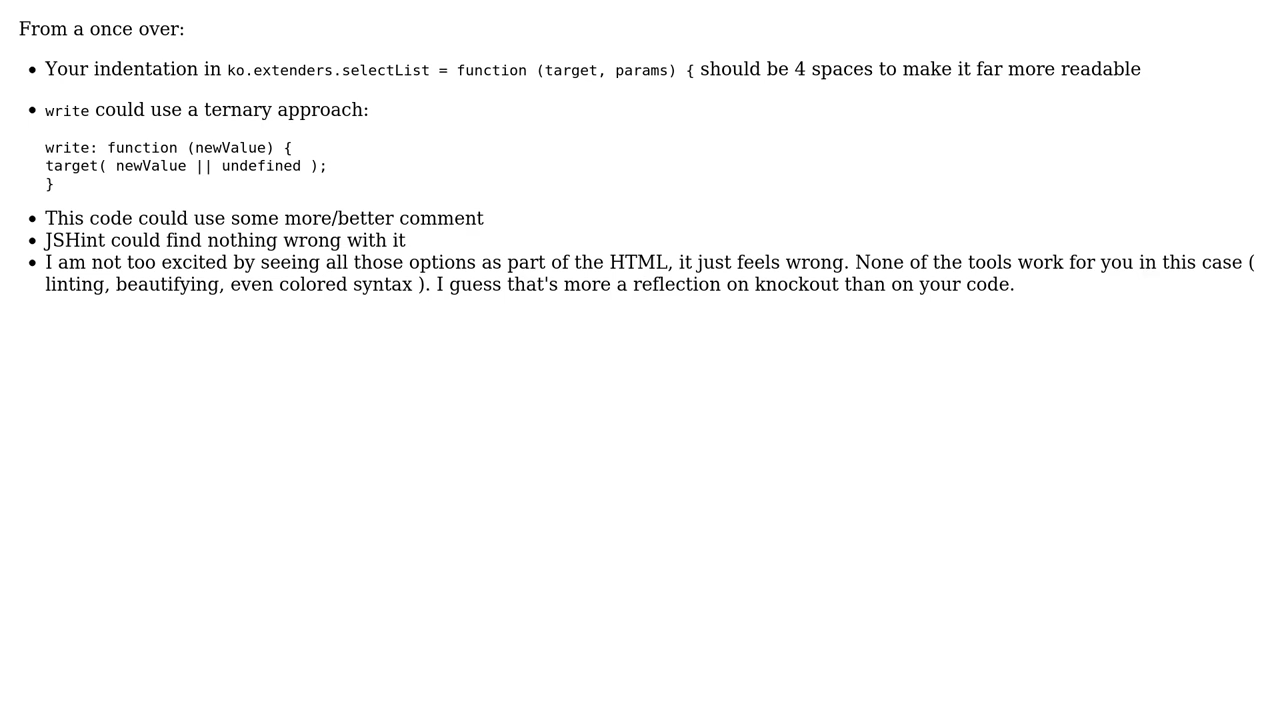 From a once over:
Your indentation in ko.extenders.selectList = function (target, params) { should be 4 spaces to make it far more readable
write could use a ternary approach:
write: function (newValue) {
target( newValue || undefined );
}
This code could use some more/better comment
JSHint could find nothing wrong with it
I am not too excited by seeing all those options as part of the HTML, it just feels wrong. None of the tools work for you in this case (
linting, beautifying, even colored syntax ). I guess that's more a reflection on knockout than on your code.